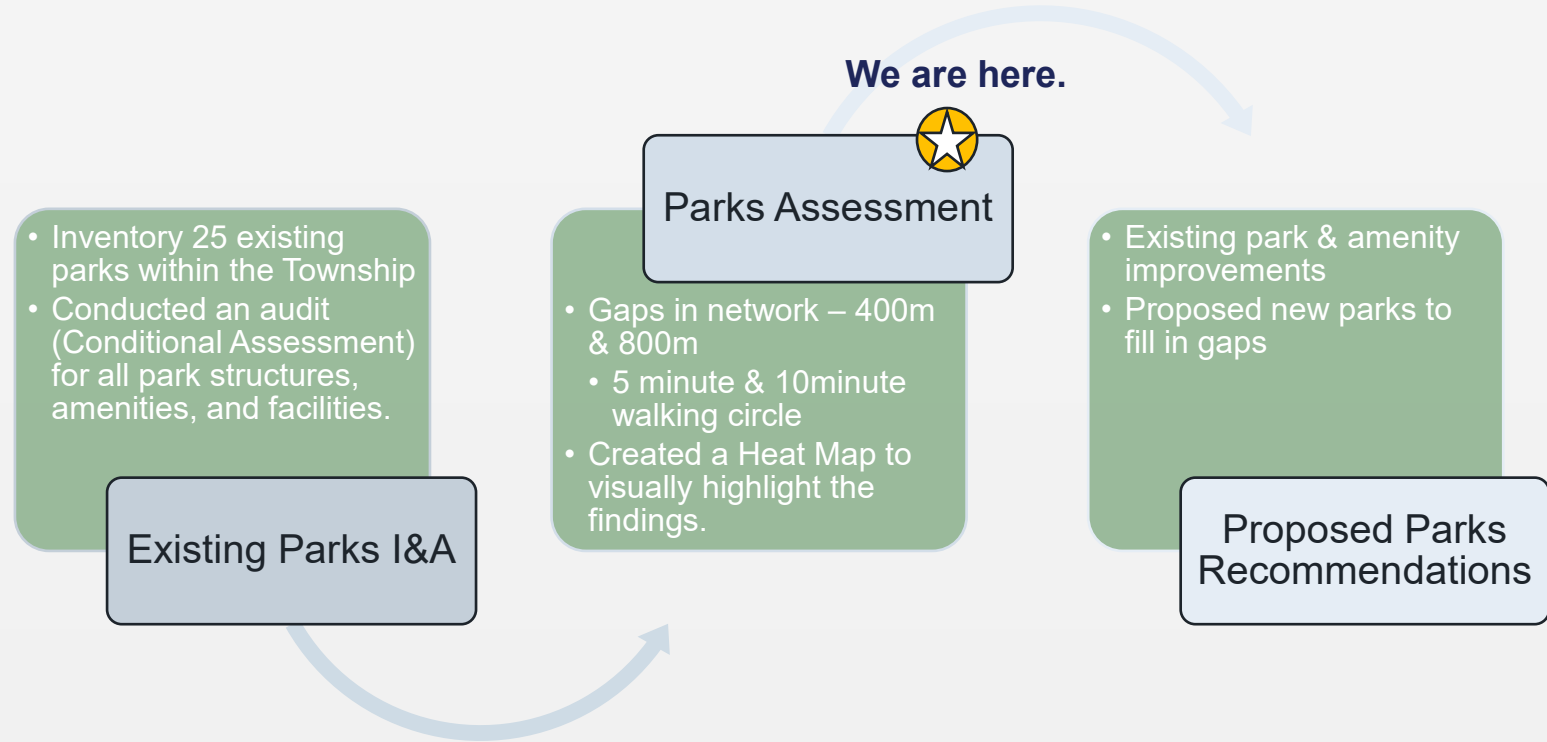 We are here.
• Inventory 25 existing
parks within the Township
• Conducted an audit
(Conditional Assessment)
for all park structures,
amenities, and facilities.
Existing Parks I&A
Parks Assessment
• Gaps in network – 400m
& 800m
• 5 minute & 10minute
walking circle
• Created a Heat Map to
visually highlight the
findings.
• Existing park & amenity
improvements
• Proposed new parks to
fill in gaps
Proposed Parks
Recommendations